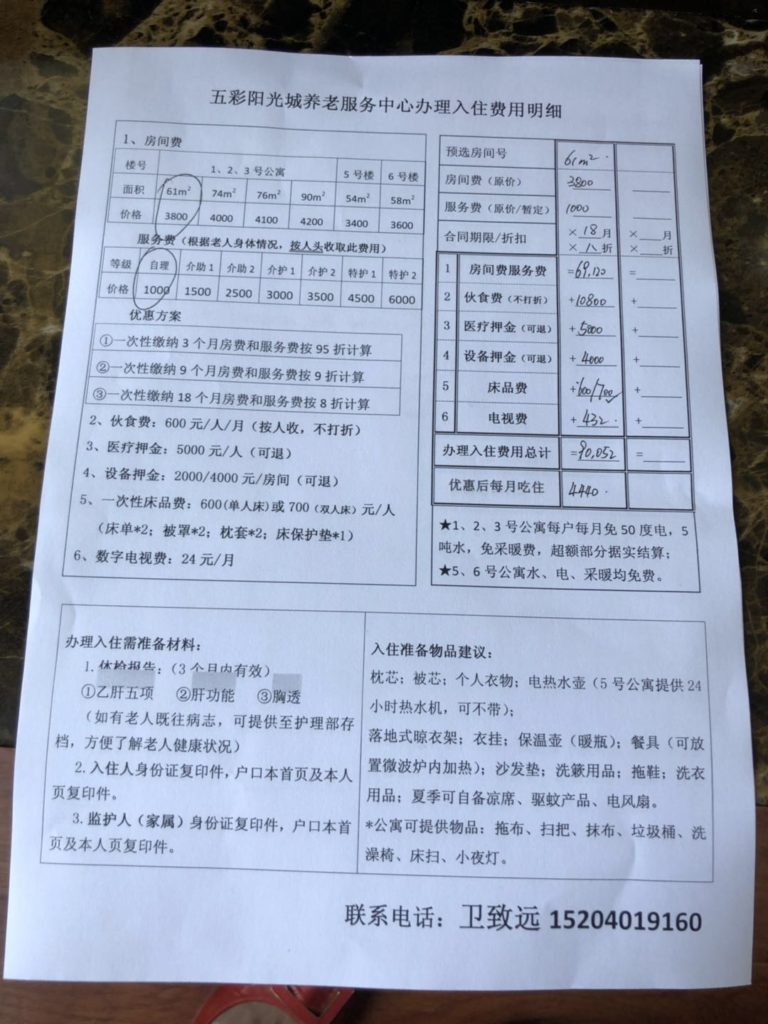 五彩阳光城养老服务中心办理入住费用明细
1、房间费
楼号 1、2、3号公寓 5号楼 6号楼
面积 61m² 74m² 76m² 90m² 54m² 58m²
价格 3800 4000 4100 4200 3400 3600
服务费（根据老人身体情况，按人头收取此费用）
等级 自理 介助1 介助2 介护1 介护2 特护1 特护2
价格 1000 1500 2500 3000 3500 4500 6000
优惠方案
①一次性缴纳3个月房费和服务费按95折计算
②一次性缴纳9个月房费和服务费按9折计算
③一次性缴纳18个月房费和服务费按8折计算
2、伙食费：600元/人/月（按人收，不打折）
3、医疗押金：5000元/人（可退）
4、设备押金：2000/4000元/房间（可退）
5、一次性床品费：600(单人床)或700（双人床）元/人
（床单*2；被罩*2；枕套*2；床保护垫*1）
6、数字电视费：24元/月
预选房间号 61m²
房间费（原价） 3800
服务费（原价/暂定） 1000
合同期限/折扣 ×18月 ×___月
×八折 ×___折
1 房间费服务费 =69,120 =
2 伙食费（不打折） +10800 +
3 医疗押金（可退） +5000 +
4 设备押金（可退） +4000 +
5 床品费 +600/700✓ +
6 电视费 +432 +
办理入住费用总计 =90,052 =
优惠后每月吃住 4440
★1、2、3号公寓每户每月免50度电，5
吨水，免采暖费，超额部分据实结算；
★5、6号公寓水、电、采暖均免费。
办理入住需准备材料：
1.体检报告：（3个月内有效）
①乙肝五项 ②肝功能 ③胸透
（如有老人既往病志，可提供至护理部存
档，方便了解老人健康状况）
2.入住人身份证复印件，户口本首页及本人
页复印件。
3.监护人（家属）身份证复印件，户口本首
页及本人页复印件。
入住准备物品建议：
枕芯；被芯；个人衣物；电热水壶（5号公寓提供24
小时热水机，可不带）；
落地式晾衣架；衣挂；保温壶（暖瓶）；餐具（可放
置微波炉内加热）；沙发垫；洗簌用品；拖鞋；洗衣
用品；夏季可自备凉席、驱蚊产品、电风扇。
*公寓可提供物品：拖布、扫把、抹布、垃圾桶、洗
澡椅、床扫、小夜灯。
联系电话：卫致远 15204019160